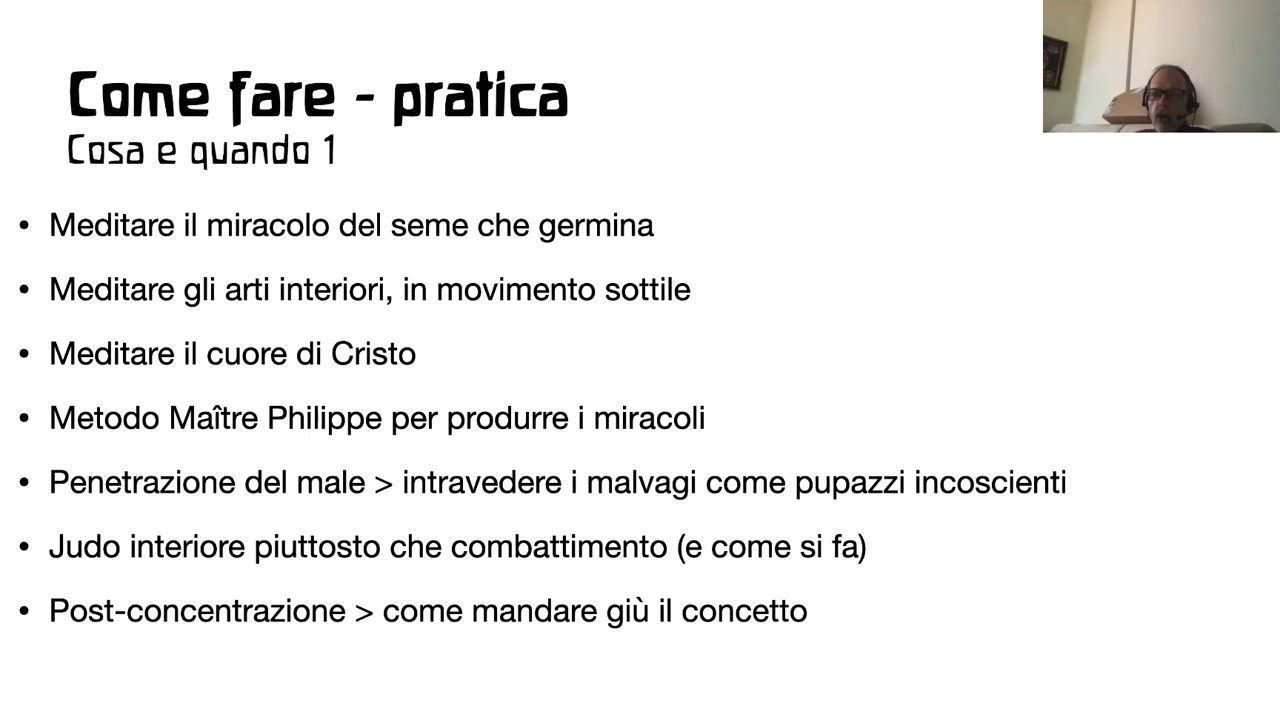 Come fare - pratica
Cosa e quando 1
• Meditare il miracolo del seme che germina
• Meditare gli arti interiori, in movimento sottile
• Meditare il cuore di Cristo
• Metodo Maître Philippe per produrre i miracoli
• Penetrazione del male > intravedere i malvagi come pupazzi incoscienti
• Judo interiore piuttosto che combattimento (e come si fa)
• Post-concentrazione > come mandare giù il concetto